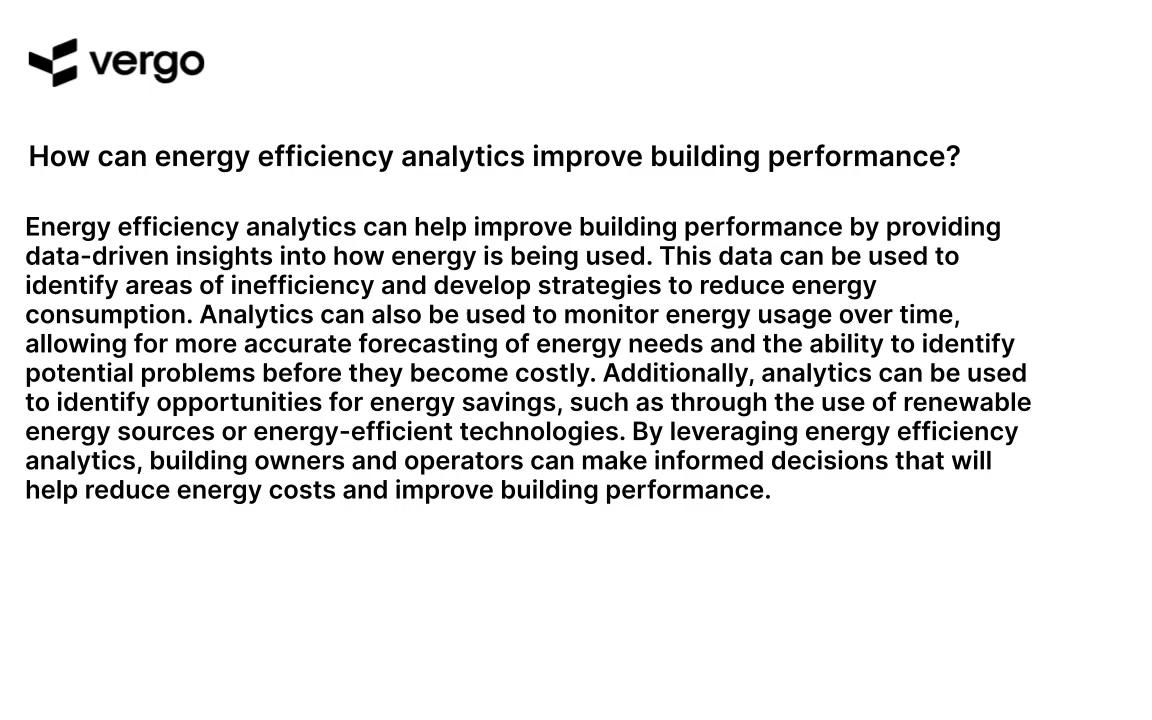 vergo
How can energy efficiency analytics improve building performance?
Energy efficiency analytics can help improve building performance by providing
data-driven insights into how energy is being used. This data can be used to
identify areas of inefficiency and develop strategies to reduce energy
consumption. Analytics can also be used to monitor energy usage over time,
allowing for more accurate forecasting of energy needs and the ability to identify
potential problems before they become costly. Additionally, analytics can be used
to identify opportunities for energy savings, such as through the use of renewable
energy sources or energy-efficient technologies. By leveraging energy efficiency
analytics, building owners and operators can make informed decisions that will
help reduce energy costs and improve building performance.